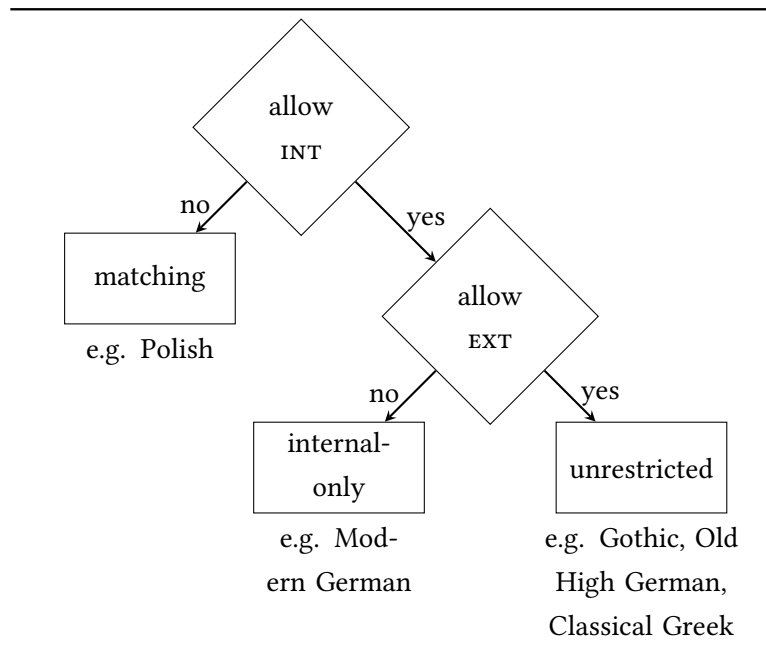 allow
INT
no
yes
matching
e.g. Polish
allow
EXT
no
yes
internal-
only
e.g. Mod-
ern German
unrestricted
e.g. Gothic, Old
High German,
Classical Greek